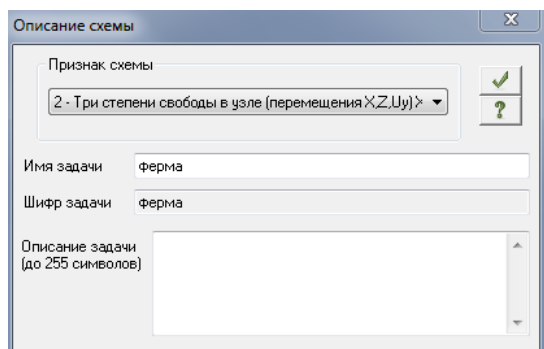 Описание схемы
Признак схемы
2 - Три степени свободы в узле (перемещения X,Z,Uy) X
Имя задачи ферма
Шифр задачи ферма
Описание задачи
(до 255 символов)